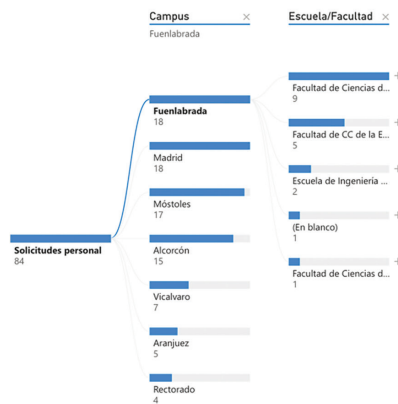 Campus ×
Fuenlabrada
Escuela/Facultad ×
Solicitudes personal
84
Fuenlabrada
18
Madrid
18
Móstoles
17
Alcorcón
15
Vicalvaro
7
Aranjuez
5
Rectorado
4
Facultad de Ciencias d...
9
Facultad de CC de la E...
5
Escuela de Ingenieria ...
2
(En blanco)
1
Facultad de Ciencias d...
1